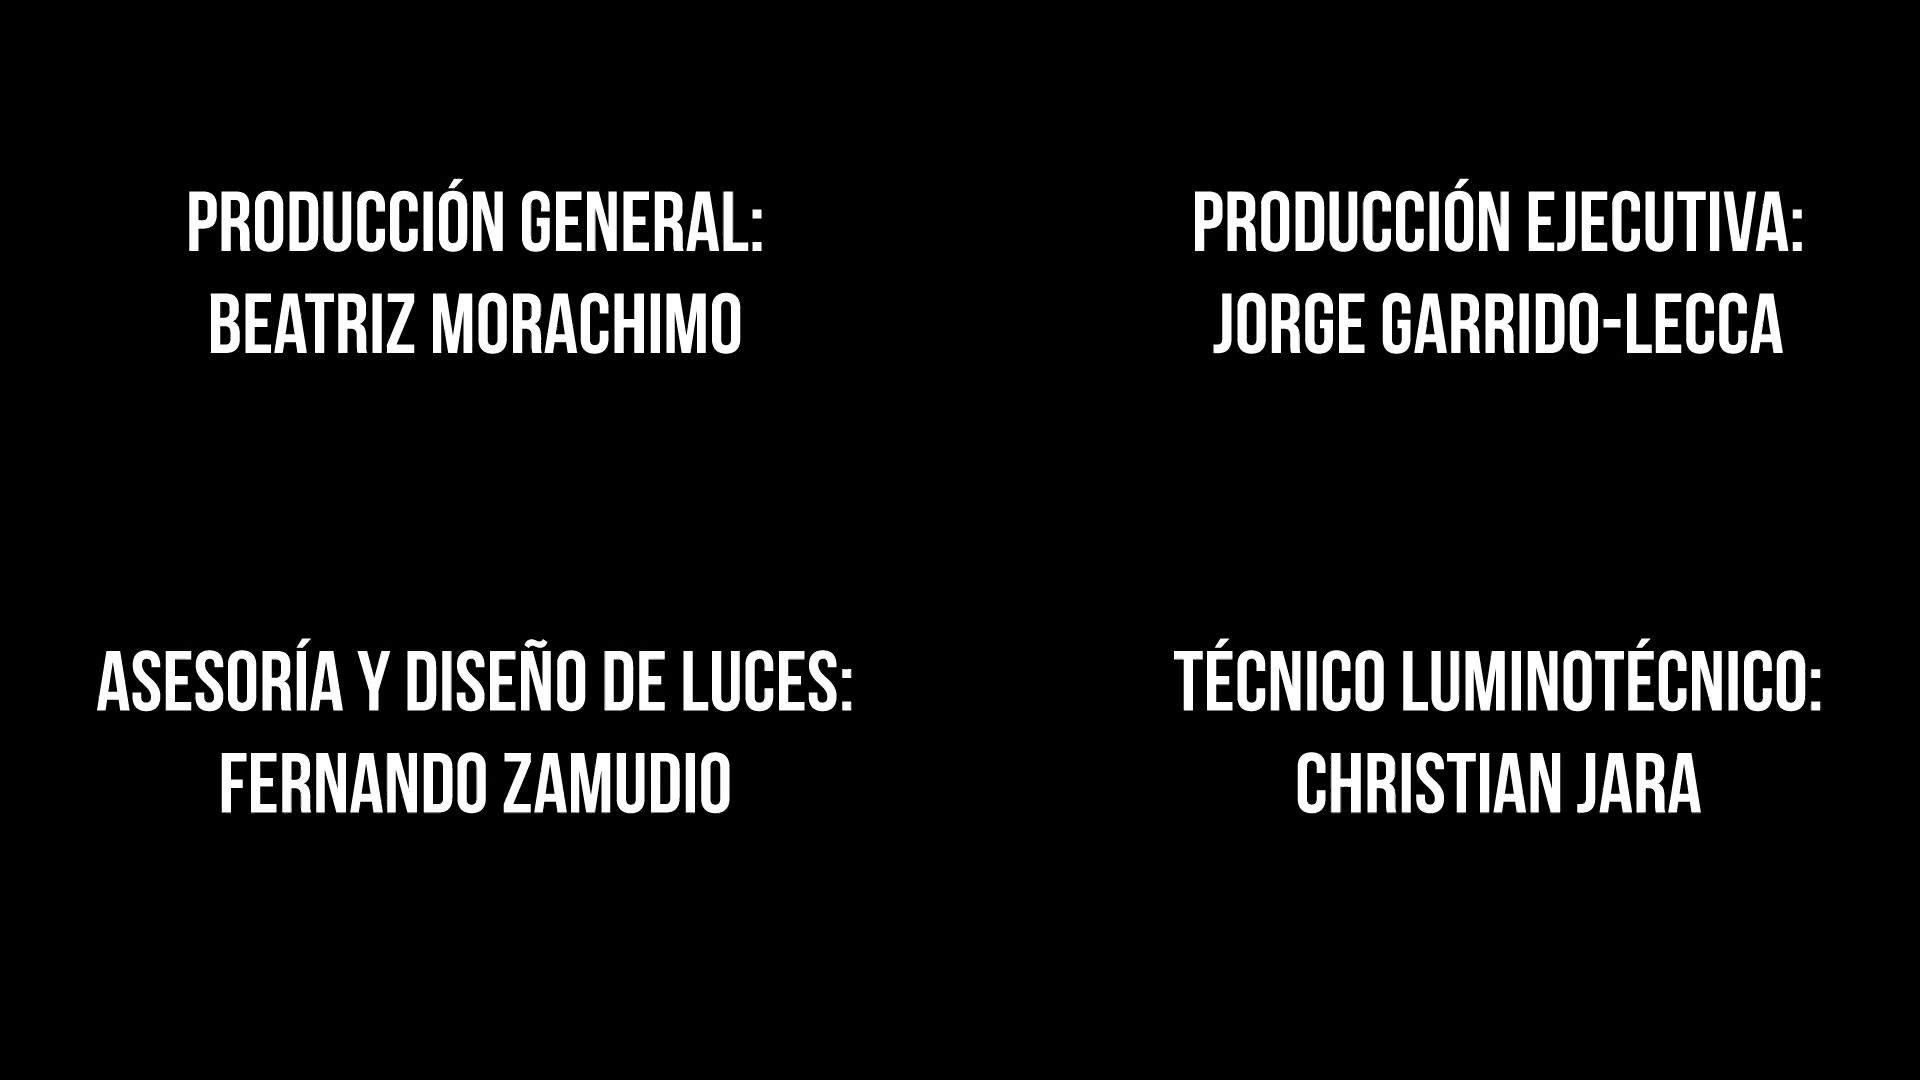 PRODUCCIÓN GENERAL:
BEATRIZ MORACHIMO
PRODUCCIÓN EJECUTIVA:
JORGE GARRIDO-LECCA
ASESORÍA Y DISEÑO DE LUCES:
FERNANDO ZAMUDIO
TÉCNICO LUMINOTÉCNICO:
CHRISTIAN JARA